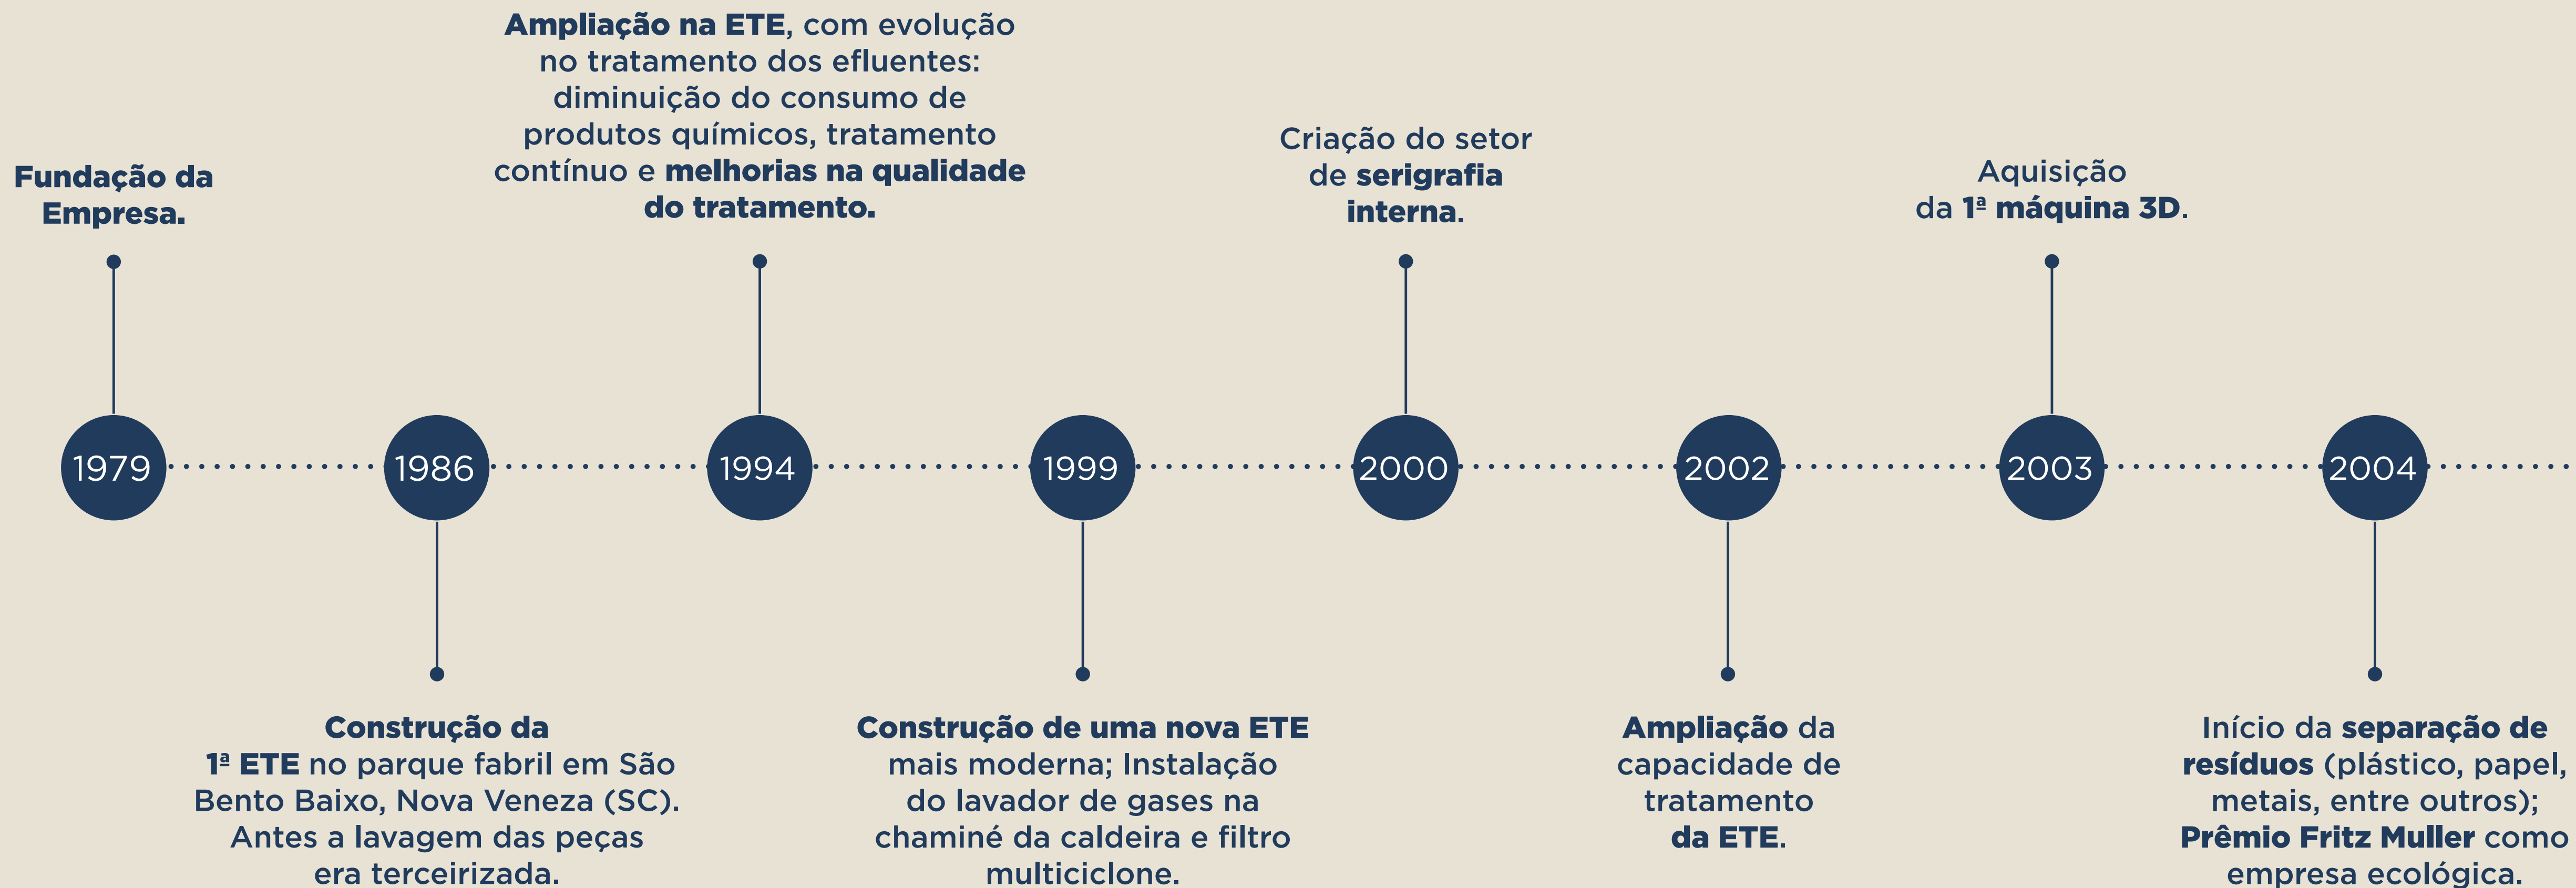 Fundação da
Empresa.
1979
Construção da
1ª ETE no parque fabril em São
Bento Baixo, Nova Veneza (SC).
Antes a lavagem das peças
era terceirizada.
1986
Ampliação na ETE, com evolução
no tratamento dos efluentes:
diminuição do consumo de
produtos químicos, tratamento
contínuo e melhorias na qualidade
do tratamento.
1994
Construção de uma nova ETE
mais moderna; Instalação
do lavador de gases na
chaminé da caldeira e filtro
multiciclone.
1999
Criação do setor
de serigrafia
interna.
2000
Ampliação da
capacidade de
tratamento
da ETE.
2002
Aquisição
da 1ª máquina 3D.
2003
Início da separação de
resíduos (plástico, papel,
metais, entre outros);
Prêmio Fritz Muller como
empresa ecológica.
2004